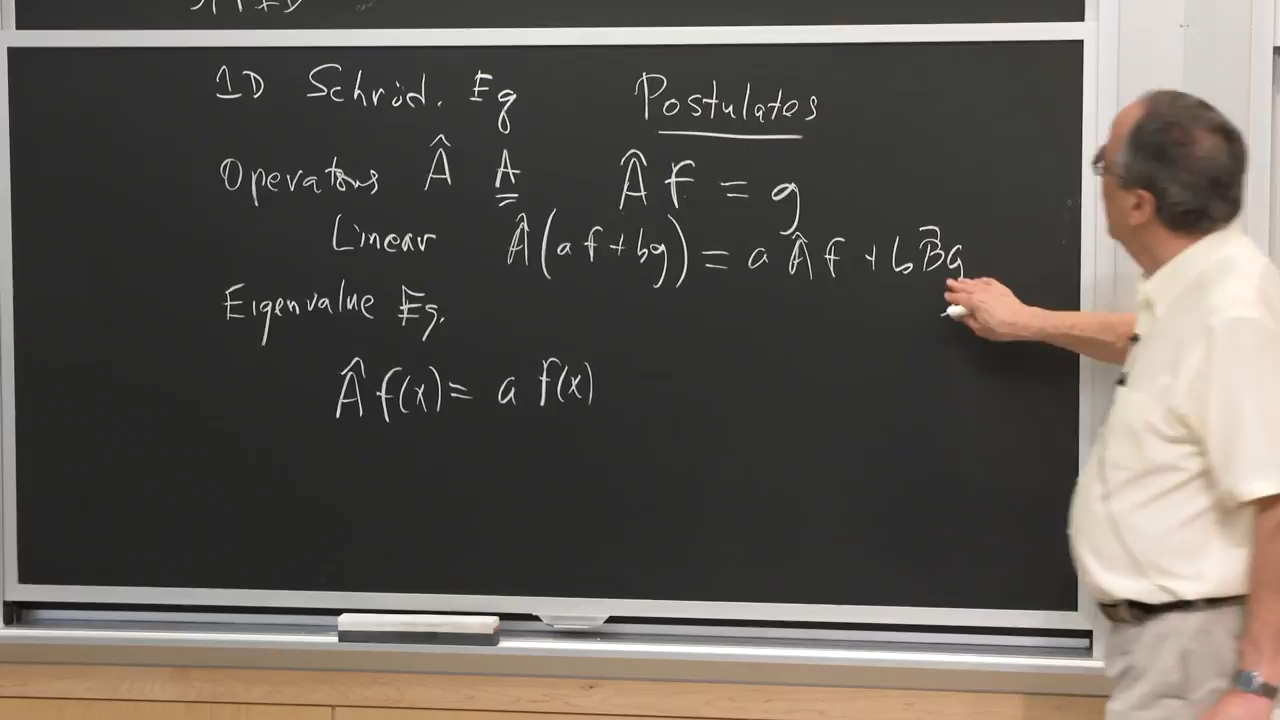 1D Schröd. Eq
Postulates
Operators Â A
Â f = g
Linear Â(af+bg) = a Â f + b B̂g
Eigenvalue Eq.
Â f(x) = a f(x)